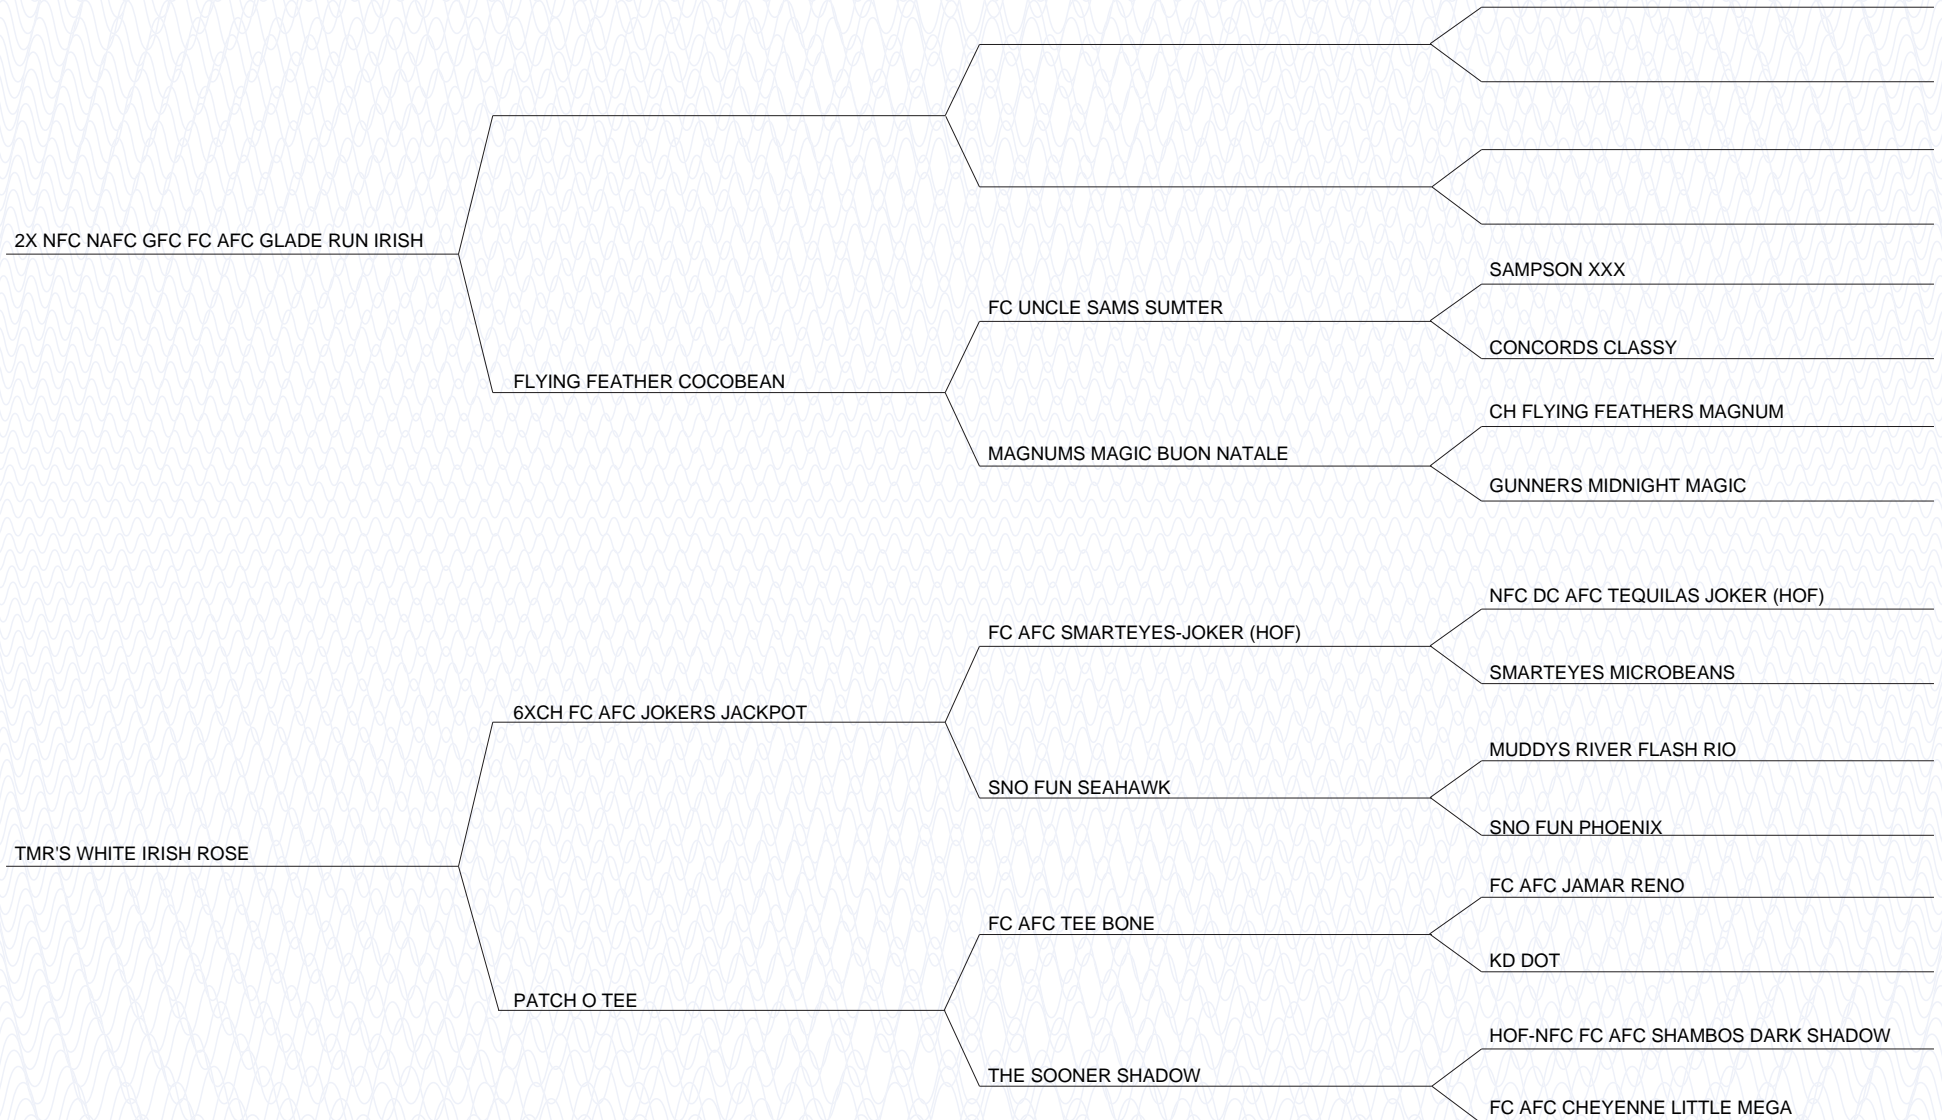 2X NFC NAFC GFC FC AFC GLADE RUN IRISH
SAMPSON XXX
FC UNCLE SAMS SUMTER
CONCORDS CLASSY
FLYING FEATHER COCOBEAN
CH FLYING FEATHERS MAGNUM
MAGNUMS MAGIC BUON NATALE
GUNNERS MIDNIGHT MAGIC
NFC DC AFC TEQUILAS JOKER (HOF)
FC AFC SMARTEYES-JOKER (HOF)
SMARTEYES MICROBEANS
6XCH FC AFC JOKERS JACKPOT
MUDDYS RIVER FLASH RIO
SNO FUN SEAHAWK
SNO FUN PHOENIX
TMR'S WHITE IRISH ROSE
FC AFC JAMAR RENO
FC AFC TEE BONE
KD DOT
PATCH O TEE
HOF-NFC FC AFC SHAMBOS DARK SHADOW
THE SOONER SHADOW
FC AFC CHEYENNE LITTLE MEGA